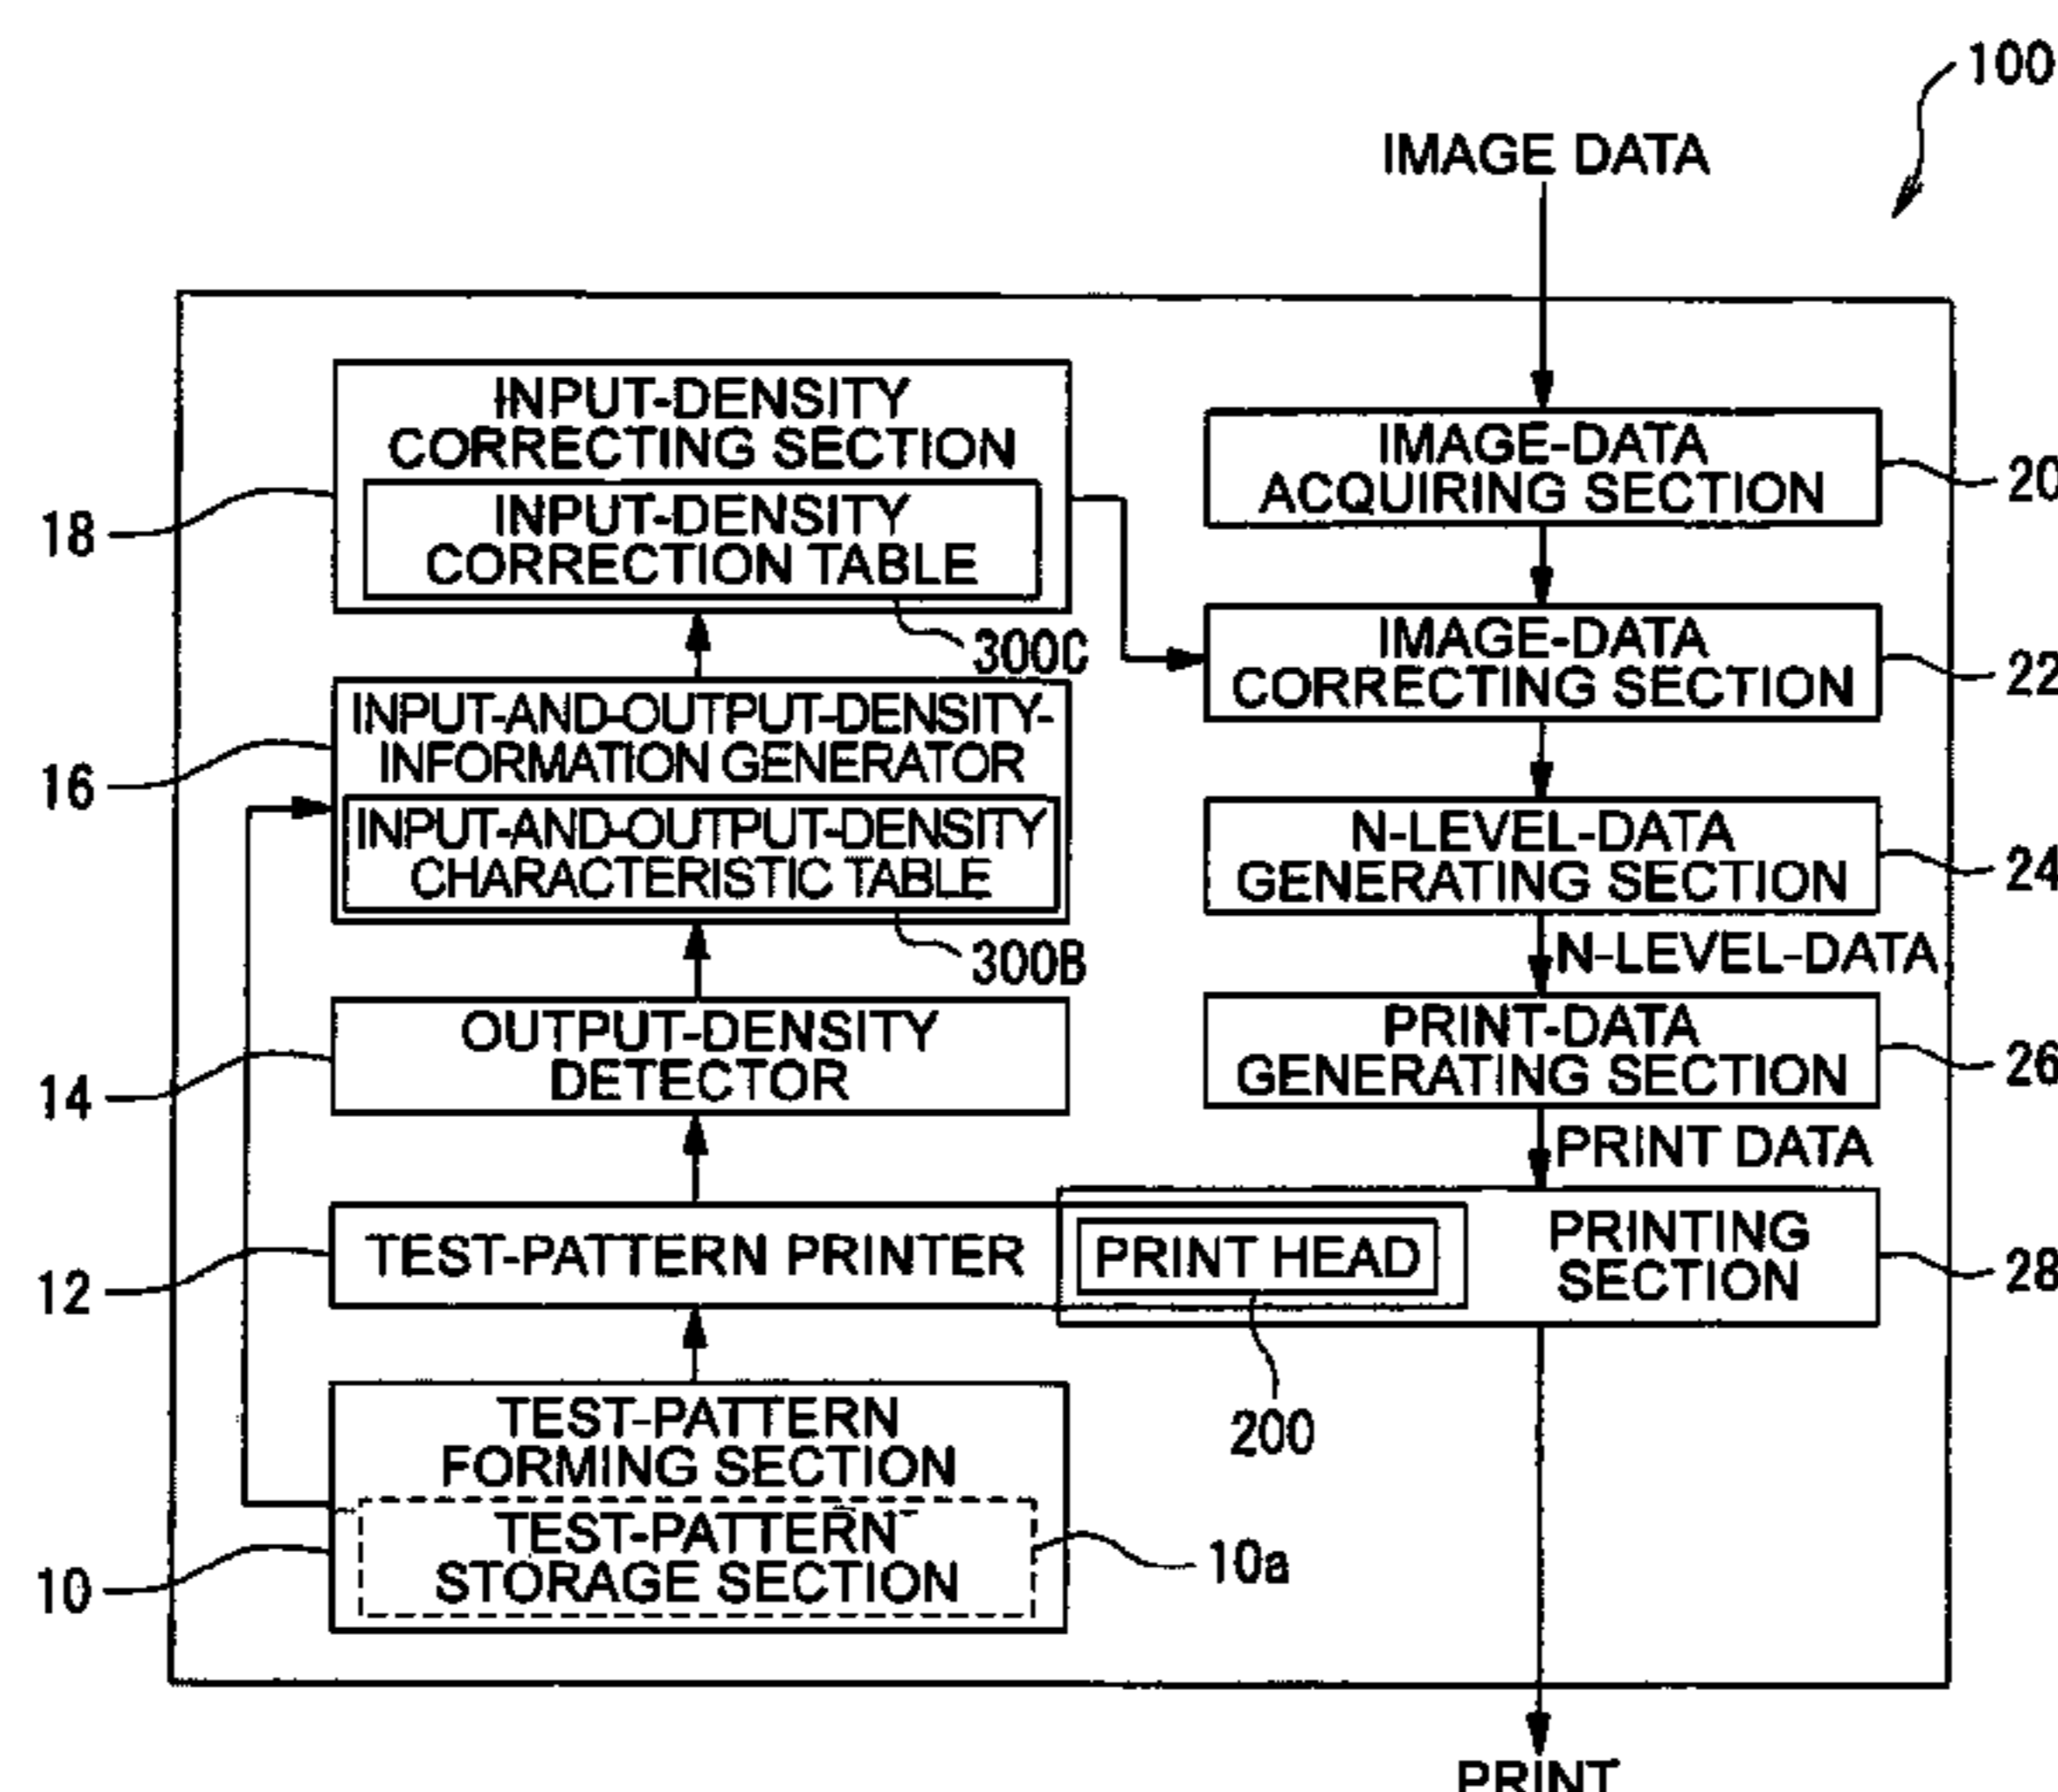 100
IMAGE DATA
INPUT-DENSITY
CORRECTING SECTION
INPUT-DENSITY
CORRECTION TABLE
18
300C
INPUT-AND-OUTPUT-DENSITY-
INFORMATION GENERATOR
INPUT-AND-OUTPUT-DENSITY
CHARACTERISTIC TABLE
16
300B
OUTPUT-DENSITY
DETECTOR
14
TEST-PATTERN PRINTER
12
PRINT HEAD
200
TEST-PATTERN
FORMING SECTION
TEST-PATTERN
STORAGE SECTION
10
10a
IMAGE-DATA
ACQUIRING SECTION
20
IMAGE-DATA
CORRECTING SECTION
22
N-LEVEL-DATA
GENERATING SECTION
24
N-LEVEL-DATA
PRINT-DATA
GENERATING SECTION
26
PRINT DATA
PRINTING
SECTION
28
PRINT